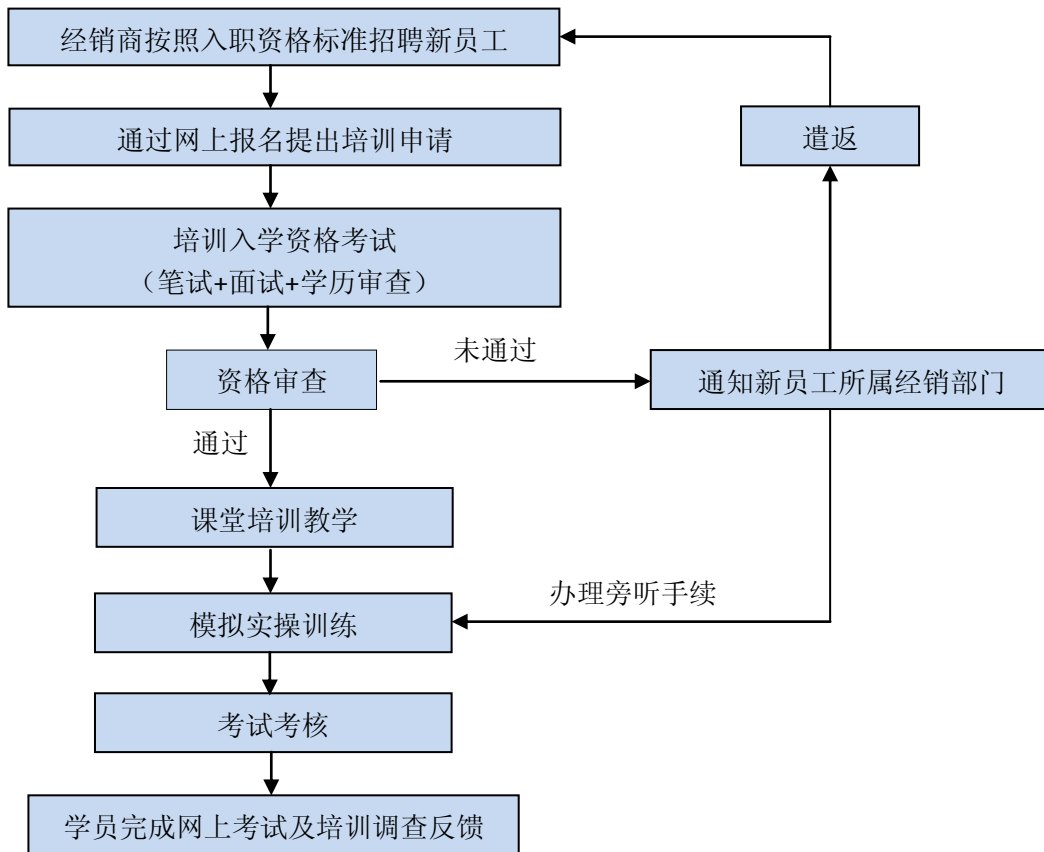 经销商按照入职资格标准招聘新员工
通过网上报名提出培训申请
遣返
培训入学资格考试
（笔试+面试+学历审查）
未通过
资格审查
通知新员工所属经销部门
通过
课堂培训教学
办理旁听手续
模拟实操训练
考试考核
学员完成网上考试及培训调查反馈